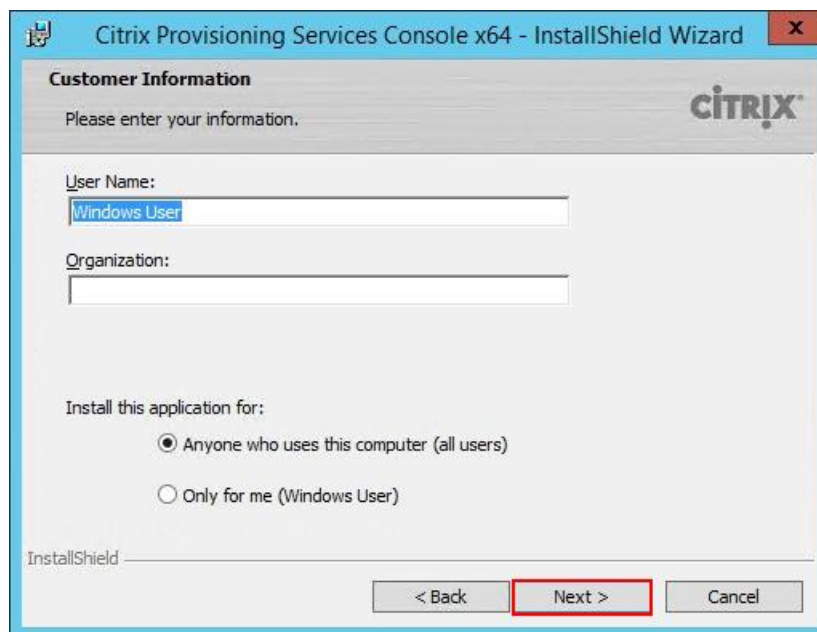 Citrix Provisioning Services Console x64 - InstallShield Wizard
x
Customer Information
Please enter your information.
CITRIX
User Name:
Windows User
Organization:
Install this application for:
Anyone who uses this computer (all users)
Only for me (Windows User)
InstallShield
< Back Next > Cancel